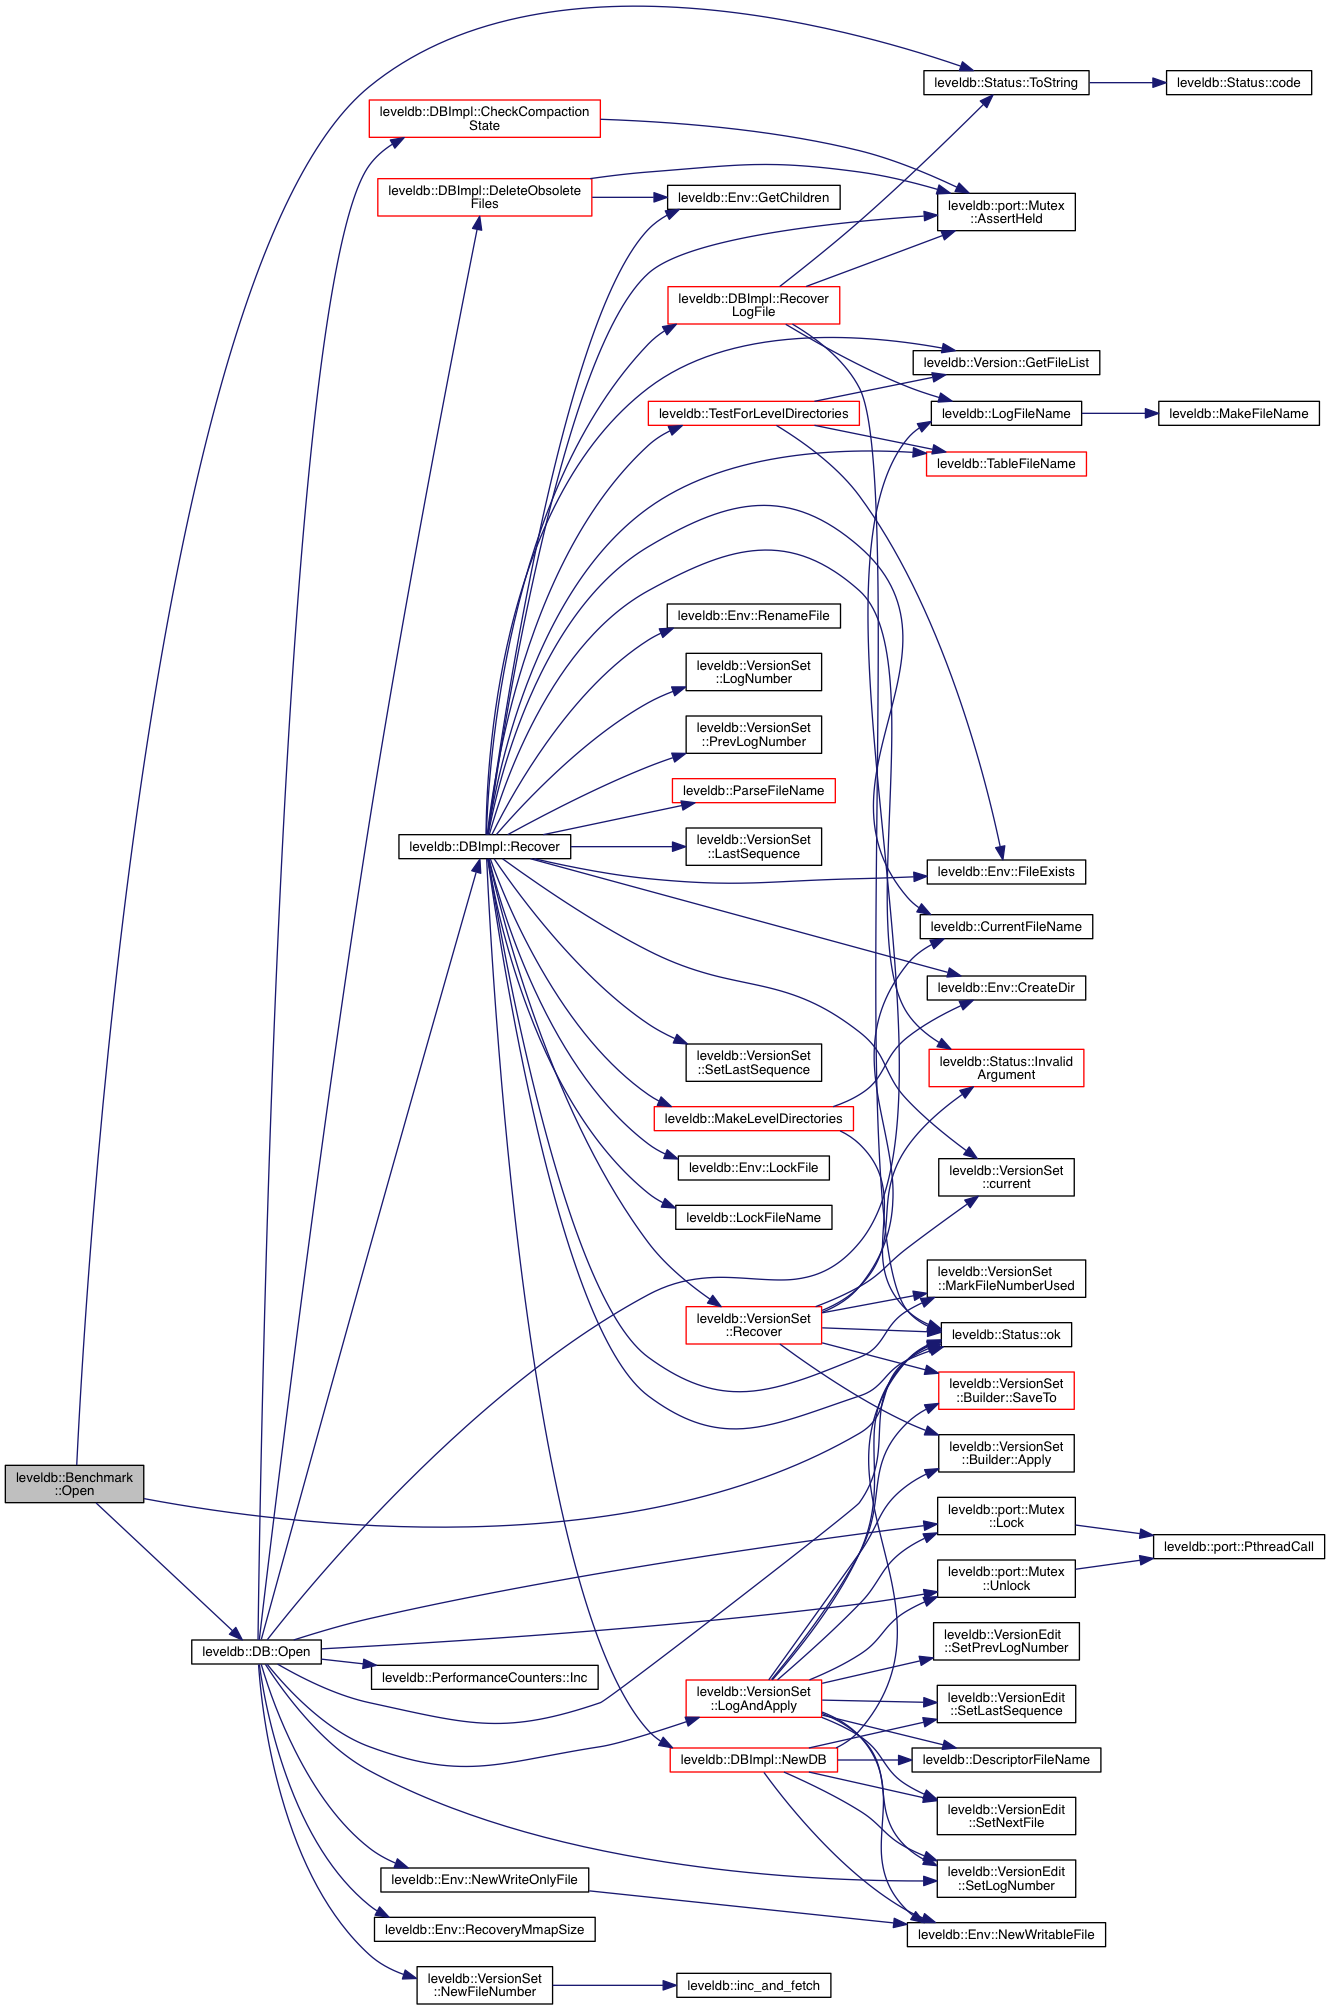 leveldb::Status::ToString
leveldb::Status::code
leveldb::DBImpl::CheckCompaction
State
leveldb::DBImpl::DeleteObsolete
Files
leveldb::Env::GetChildren
leveldb::port::Mutex
::AssertHeld
leveldb::DBImpl::Recover
LogFile
leveldb::Version::GetFileList
leveldb::TestForLevelDirectories
leveldb::LogFileName
leveldb::MakeFileName
leveldb::TableFileName
leveldb::Env::RenameFile
leveldb::VersionSet
::LogNumber
leveldb::VersionSet
::PrevLogNumber
leveldb::ParseFileName
leveldb::DBImpl::Recover
leveldb::VersionSet
::LastSequence
leveldb::Env::FileExists
leveldb::CurrentFileName
leveldb::Env::CreateDir
leveldb::VersionSet
::SetLastSequence
leveldb::Status::Invalid
Argument
leveldb::MakeLevelDirectories
leveldb::Env::LockFile
leveldb::VersionSet
::current
leveldb::LockFileName
leveldb::VersionSet
::MarkFileNumberUsed
leveldb::VersionSet
::Recover
leveldb::Status::ok
leveldb::VersionSet
::Builder::SaveTo
leveldb::VersionSet
::Builder::Apply
leveldb::Benchmark
::Open
leveldb::port::Mutex
::Lock
leveldb::port::PthreadCall
leveldb::port::Mutex
::Unlock
leveldb::DB::Open
leveldb::VersionEdit
::SetPrevLogNumber
leveldb::PerformanceCounters::Inc
leveldb::VersionSet
::LogAndApply
leveldb::VersionEdit
::SetLastSequence
leveldb::DBImpl::NewDB
leveldb::DescriptorFileName
leveldb::VersionEdit
::SetNextFile
leveldb::Env::NewWriteOnlyFile
leveldb::VersionEdit
::SetLogNumber
leveldb::Env::RecoveryMmapSize
leveldb::Env::NewWritableFile
leveldb::VersionSet
::NewFileNumber
leveldb::inc_and_fetch